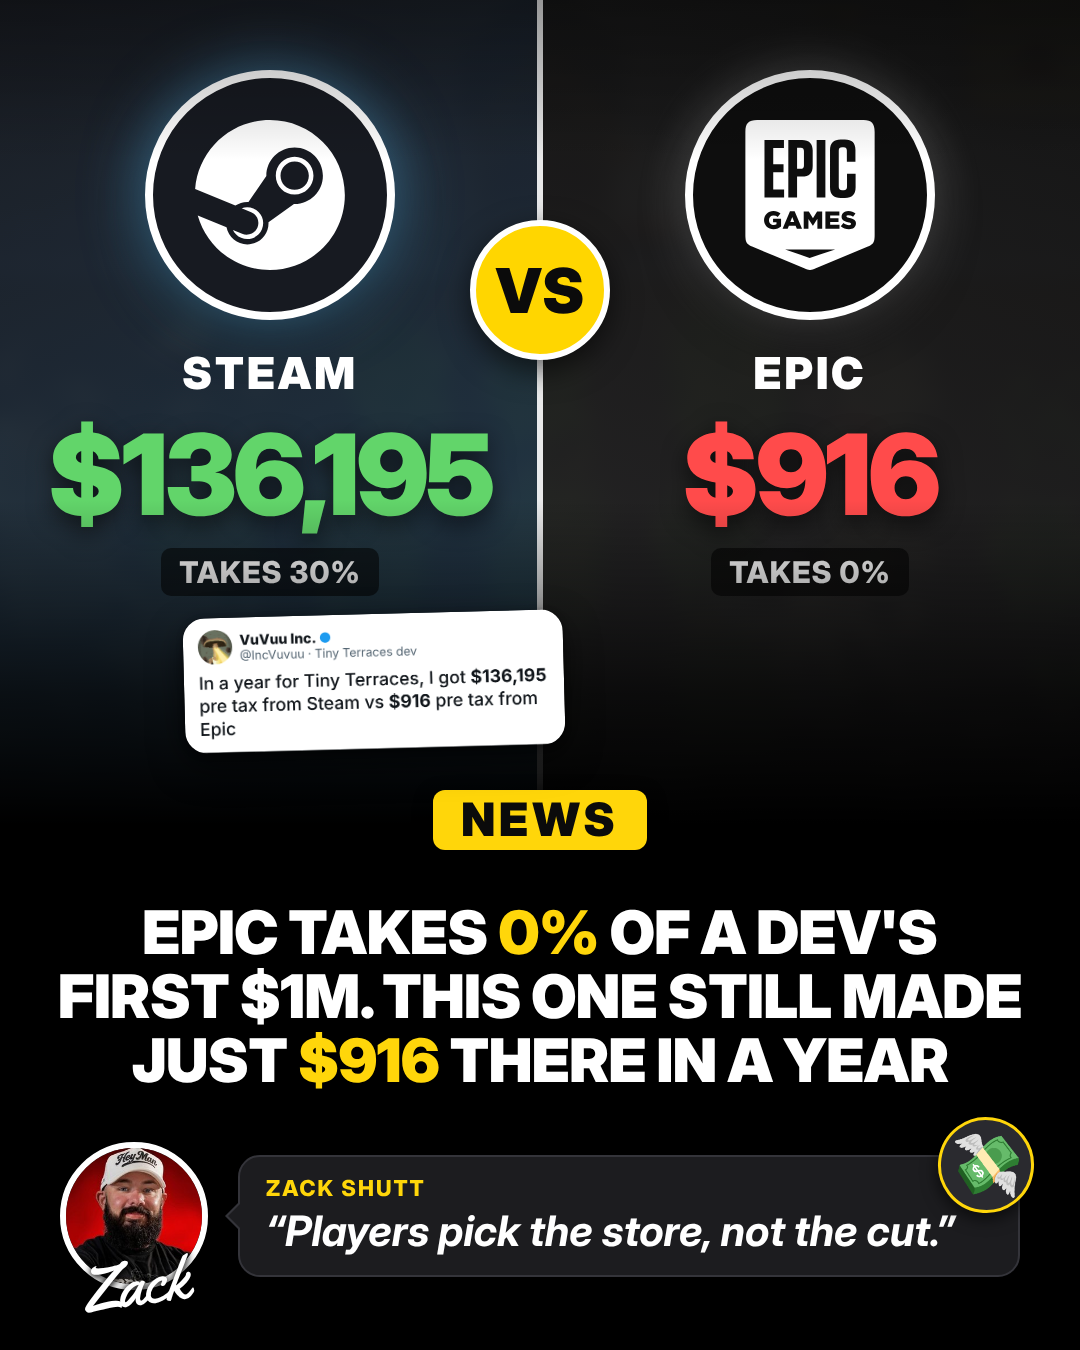 EPIC
GAMES
VS
STEAM
EPIC
$136,195
$916
TAKES 30%
TAKES 0%
VuVuu Inc.
@IncVuvuu · Tiny Terraces dev
In a year for Tiny Terraces, I got $136,195
pre tax from Steam vs $916 pre tax from
Epic
NEWS
EPIC TAKES 0% OF A DEV'S
FIRST $1M. THIS ONE STILL MADE
JUST $916 THERE IN A YEAR
HeyMan
ZACK SHUTT
“Players pick the store, not the cut.”
Zack